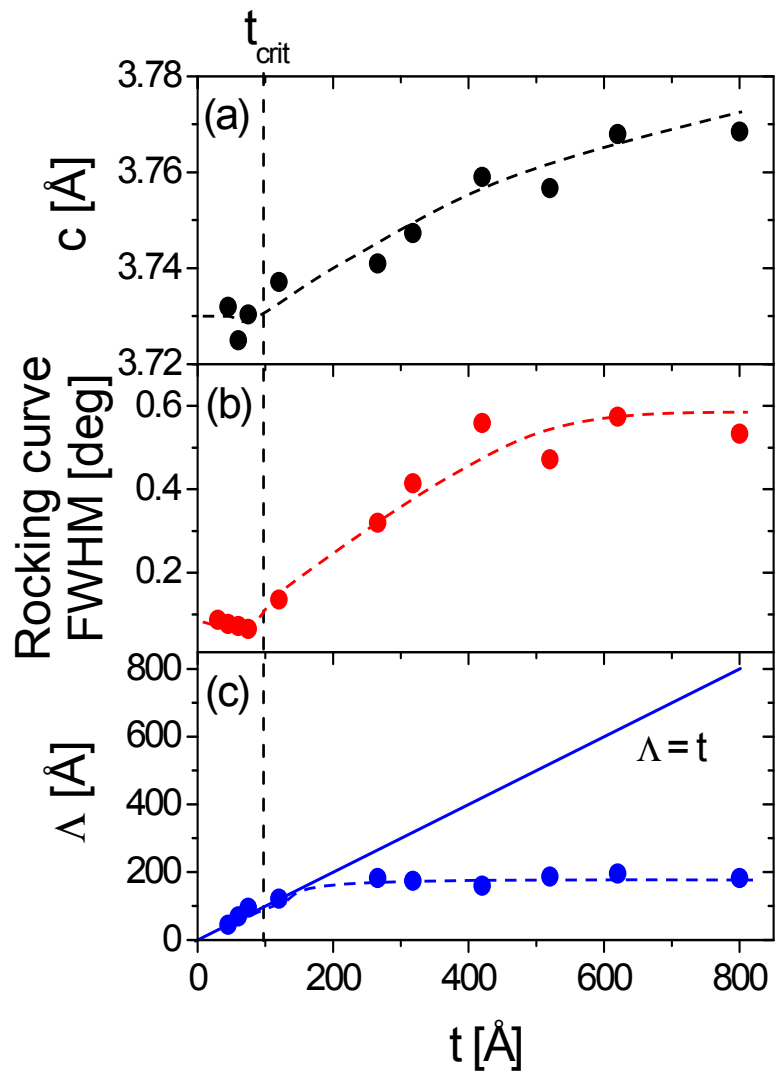 t_crit
3.78
(a)
3.76
c [Å]
3.74
3.72
(b)
0.6
Rocking curve
FWHM [deg]
0.4
0.2
800
(c)
600
Λ = t
Λ [Å]
400
200
0
0 200 400 600 800
t [Å]